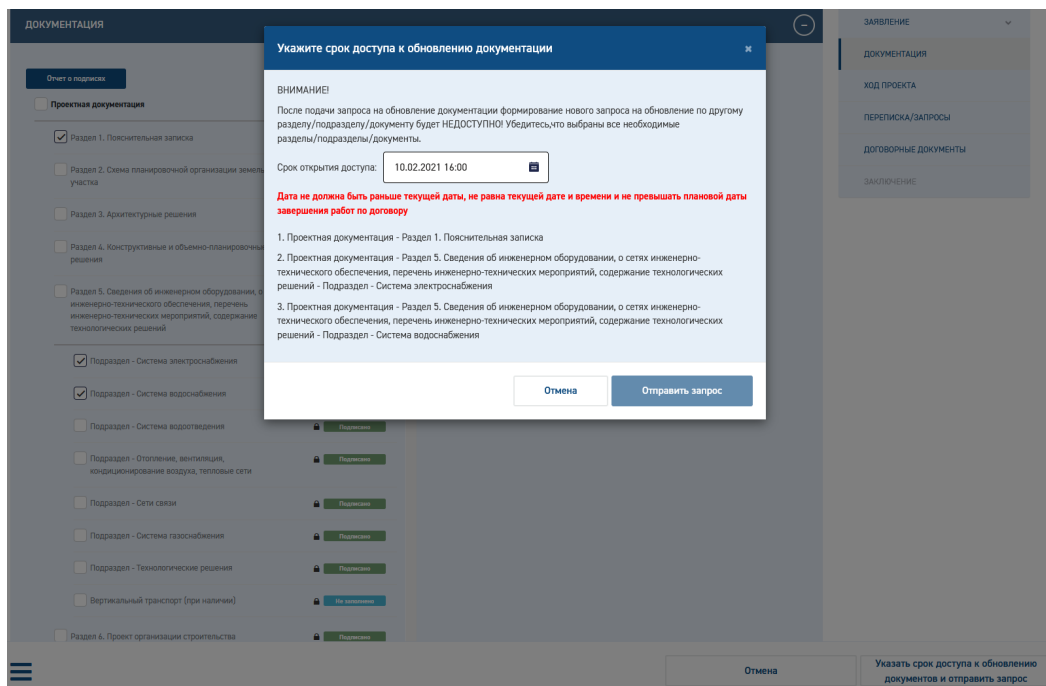 ДОКУМЕНТАЦИЯ
Отчет о подписях
Проектная документация
Раздел 1. Пояснительная записка
Раздел 2. Схема планировочной организации земель
участка
Раздел 3. Архитектурные решения
Раздел 4. Конструктивные и объемно-планировочные
решения
Раздел 5. Сведения об инженерном оборудовании, о
инженерно-технического обеспечения, перечень
инженерно-технических мероприятий, содержание
технологических решений
Подраздел - Система электроснабжения
Подраздел - Система водоснабжения
Подраздел - Система водоотведения
Подписано
Подраздел - Отопление, вентиляция,
кондиционирование воздуха, тепловые сети
Подписано
Подраздел - Сети связи
Подписано
Подраздел - Система газоснабжения
Подписано
Подраздел - Технологические решения
Подписано
Вертикальный транспорт (при наличии)
Не заполнено
Раздел 6. Проект организации строительства
Подписано
Укажите срок доступа к обновлению документации
ВНИМАНИЕ!
После подачи запроса на обновление документации формирование нового запроса на обновление по другому
разделу/подразделу/документу будет НЕДОСТУПНО! Убедитесь,что выбраны все необходимые
разделы/подразделы/документы.
Срок открытия доступа: 10.02.2021 16:00
Дата не должна быть раньше текущей даты, не равна текущей дате и времени и не превышать плановой даты
завершения работ по договору
1. Проектная документация - Раздел 1. Пояснительная записка
2. Проектная документация - Раздел 5. Сведения об инженерном оборудовании, о сетях инженерно-
технического обеспечения, перечень инженерно-технических мероприятий, содержание технологических
решений - Подраздел - Система электроснабжения
3. Проектная документация - Раздел 5. Сведения об инженерном оборудовании, о сетях инженерно-
технического обеспечения, перечень инженерно-технических мероприятий, содержание технологических
решений - Подраздел - Система водоснабжения
Отмена
Отправить запрос
ЗАЯВЛЕНИЕ
ДОКУМЕНТАЦИЯ
ХОД ПРОЕКТА
ПЕРЕПИСКА/ЗАПРОСЫ
ДОГОВОРНЫЕ ДОКУМЕНТЫ
ЗАКЛЮЧЕНИЕ
Отмена
Указать срок доступа к обновлению
документов и отправить запрос